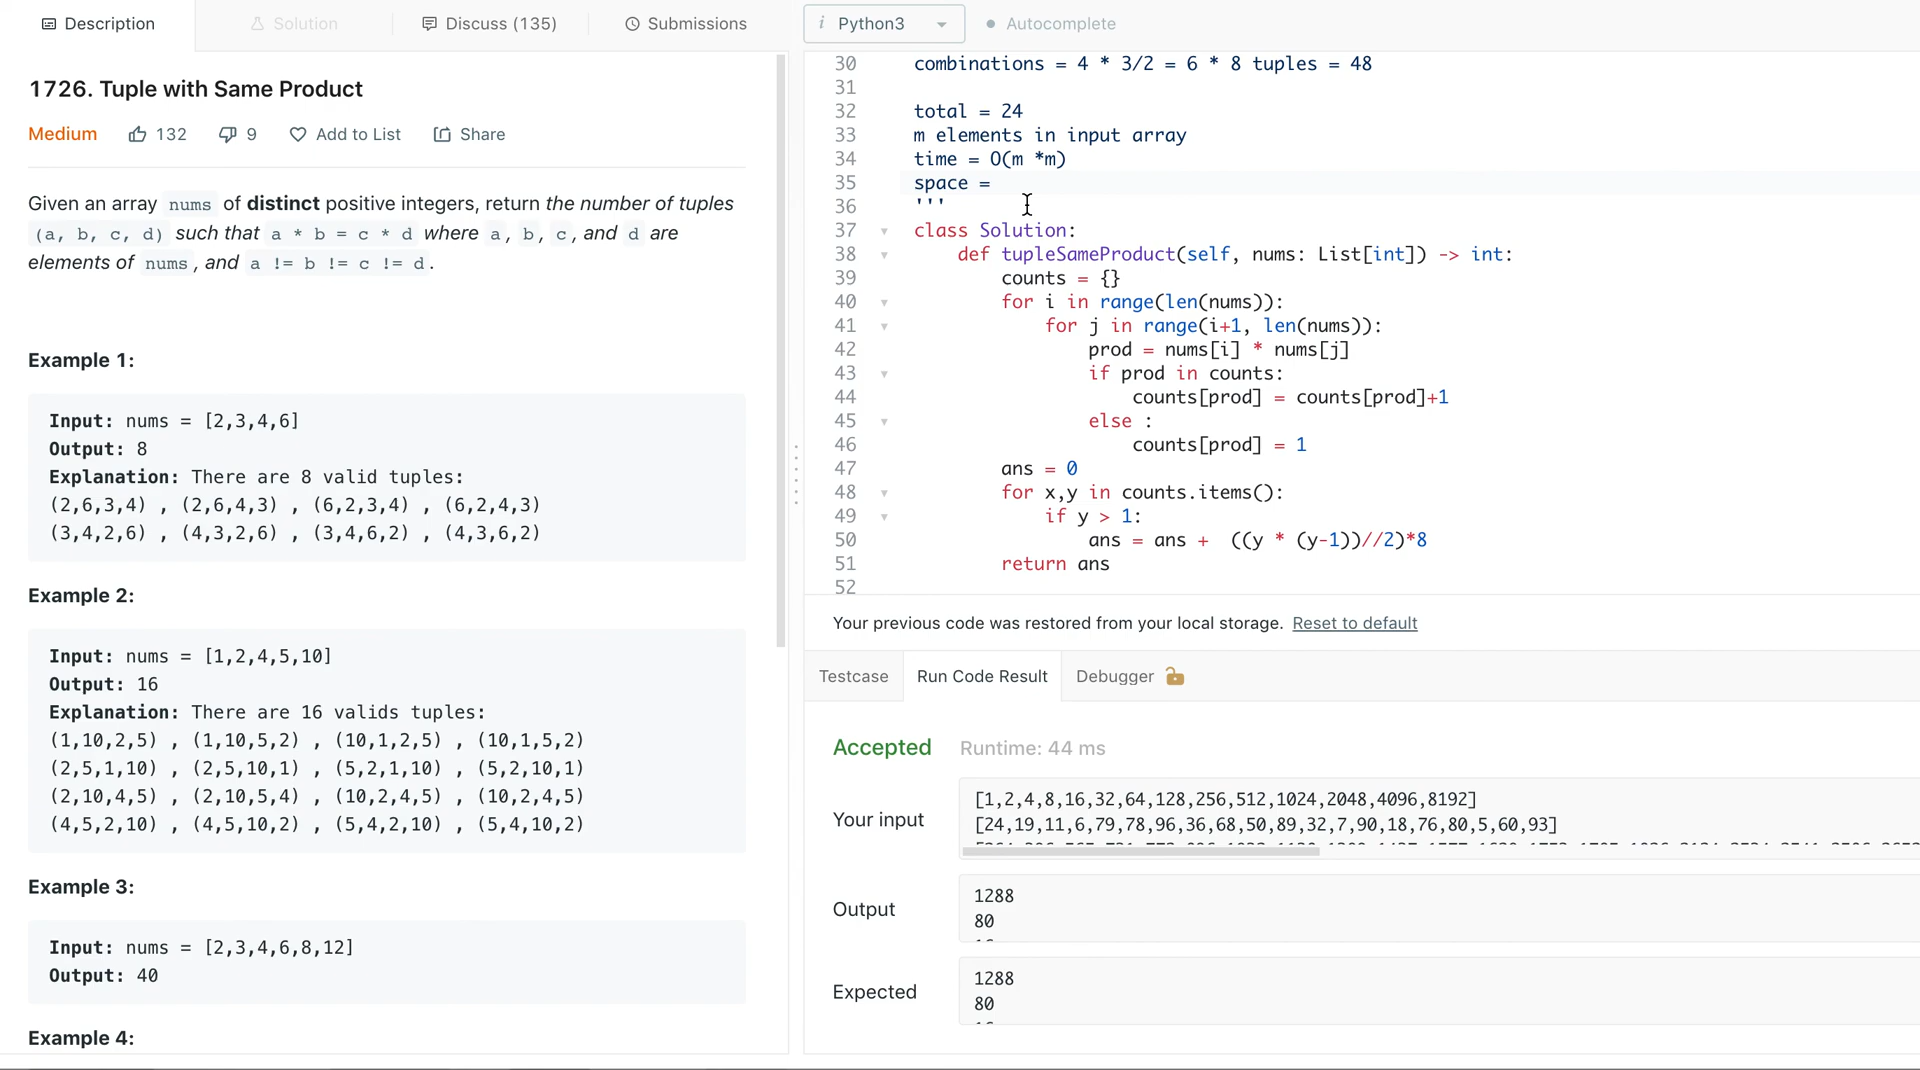 Description
Solution
Discuss (135)
Submissions
1726. Tuple with Same Product
Medium
132
9
Add to List
Share
Given an array nums of distinct positive integers, return the number of tuples
(a, b, c, d) such that a * b = c * d where a, b, c, and d are
elements of nums, and a != b != c != d.
Example 1:
Input: nums = [2,3,4,6]
Output: 8
Explanation: There are 8 valid tuples:
(2,6,3,4) , (2,6,4,3) , (6,2,3,4) , (6,2,4,3)
(3,4,2,6) , (4,3,2,6) , (3,4,6,2) , (4,3,6,2)
Example 2:
Input: nums = [1,2,4,5,10]
Output: 16
Explanation: There are 16 valids tuples:
(1,10,2,5) , (1,10,5,2) , (10,1,2,5) , (10,1,5,2)
(2,5,1,10) , (2,5,10,1) , (5,2,1,10) , (5,2,10,1)
(2,10,4,5) , (2,10,5,4) , (10,2,4,5) , (10,2,4,5)
(4,5,2,10) , (4,5,10,2) , (5,4,2,10) , (5,4,10,2)
Example 3:
Input: nums = [2,3,4,6,8,12]
Output: 40
Example 4:
i Python3
Autocomplete
30 combinations = 4 * 3/2 = 6 * 8 tuples = 48
31
32 total = 24
33 m elements in input array
34 time = O(m *m)
35 space =
36 '''
37 class Solution:
38 def tupleSameProduct(self, nums: List[int]) -> int:
39 counts = {}
40 for i in range(len(nums)):
41 for j in range(i+1, len(nums)):
42 prod = nums[i] * nums[j]
43 if prod in counts:
44 counts[prod] = counts[prod]+1
45 else :
46 counts[prod] = 1
47 ans = 0
48 for x,y in counts.items():
49 if y > 1:
50 ans = ans + ((y * (y-1))//2)*8
51 return ans
52
Your previous code was restored from your local storage. Reset to default
Testcase
Run Code Result
Debugger
Accepted
Runtime: 44 ms
Your input
[1,2,4,8,16,32,64,128,256,512,1024,2048,4096,8192]
[24,19,11,6,79,78,96,36,68,50,89,32,7,90,18,76,80,5,60,93]
Output
1288
80
Expected
1288
80